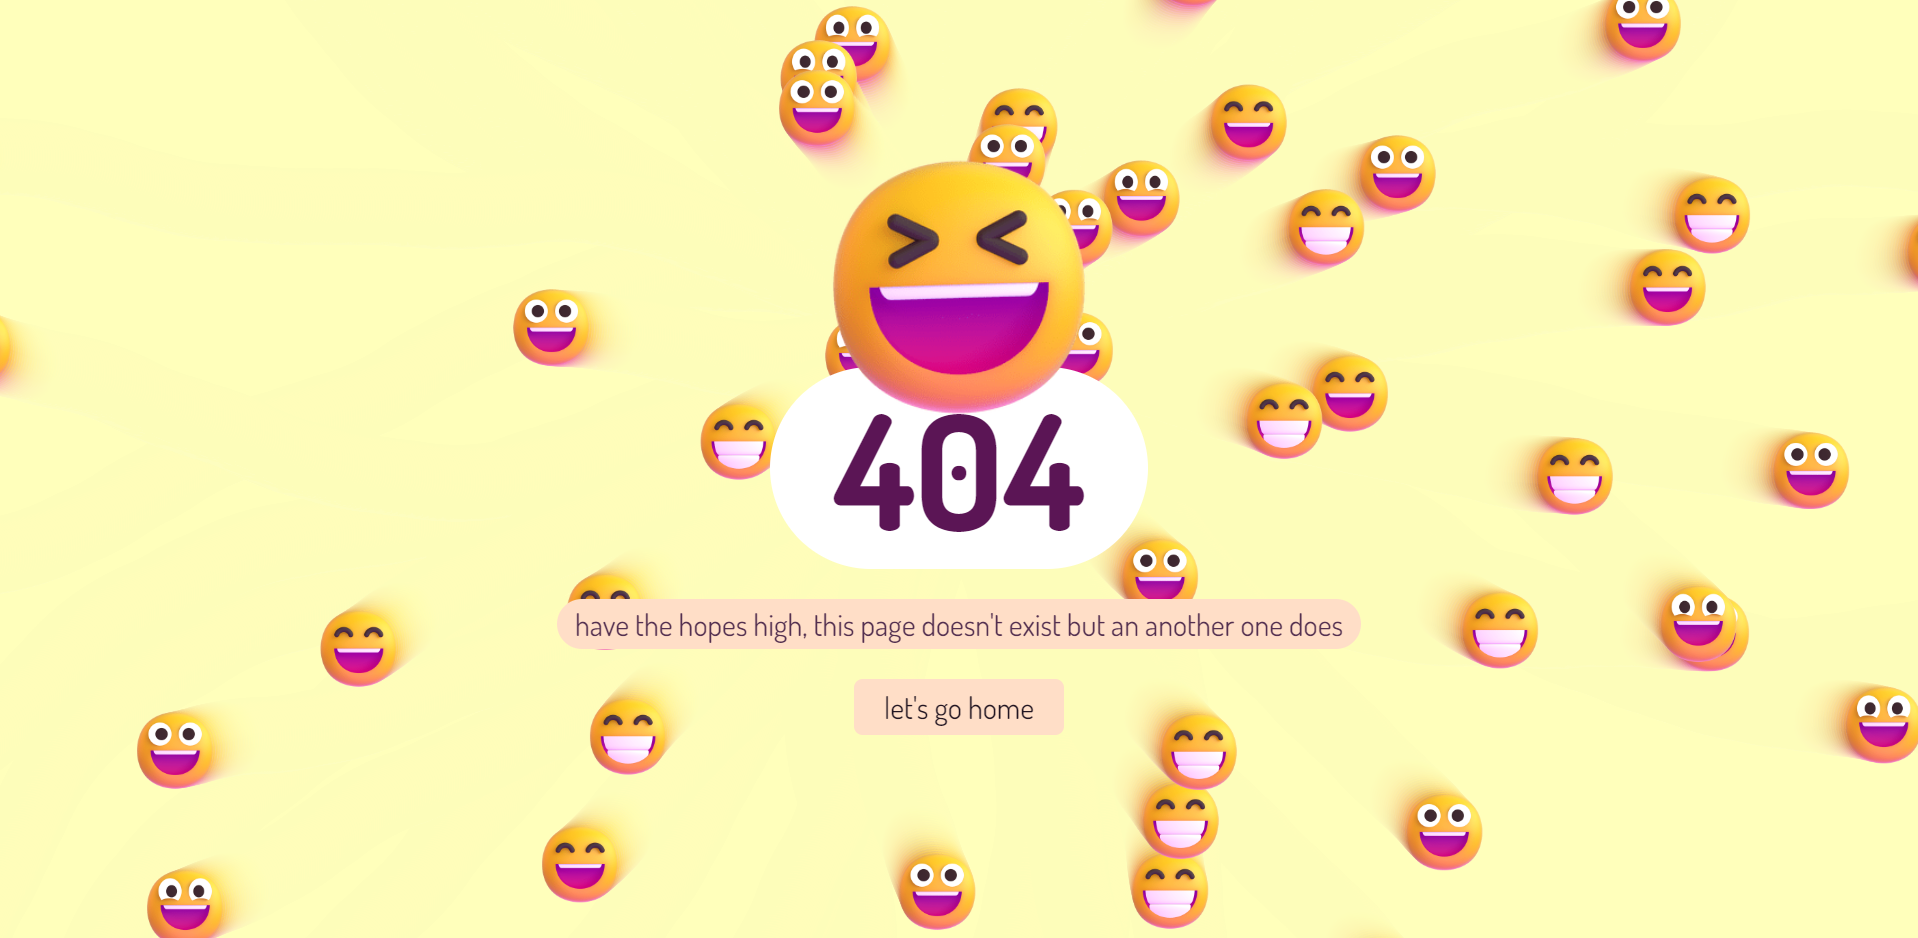 404
have the hopes high, this page doesn't exist but an another one does
let's go home